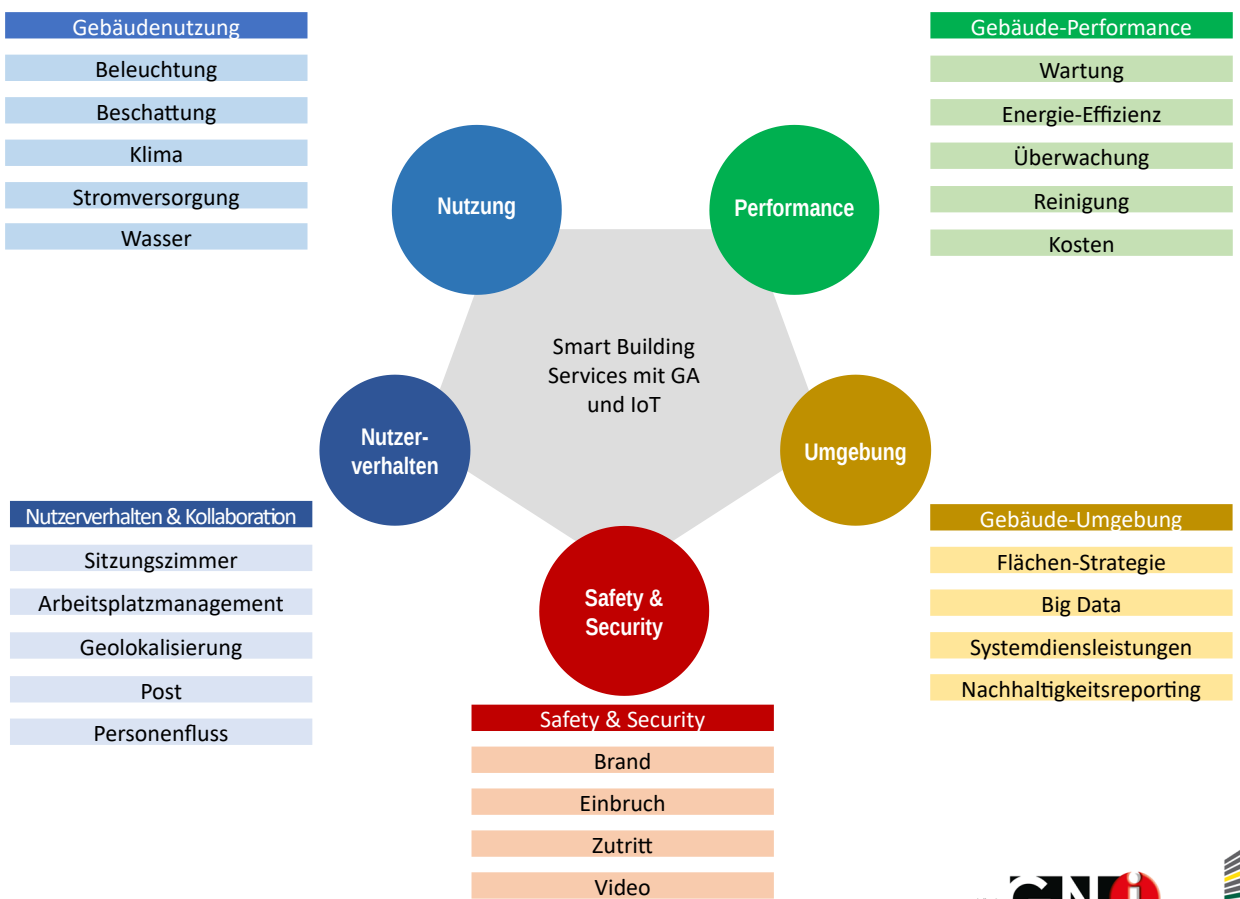 Gebäudenutzung
Beleuchtung
Beschattung
Klima
Stromversorgung
Wasser
Gebäude-Performance
Wartung
Energie-Effizienz
Überwachung
Reinigung
Kosten
Nutzung
Performance
Smart Building
Services mit GA
und IoT
Nutzer-
verhalten
Umgebung
Safety &
Security
Nutzerverhalten & Kollaboration
Sitzungszimmer
Arbeitsplatzmanagement
Geolokalisierung
Post
Personenfluss
Gebäude-Umgebung
Flächen-Strategie
Big Data
Systemdiensleistungen
Nachhaltigkeitsreporting
Safety & Security
Brand
Einbruch
Zutritt
Video
GNi